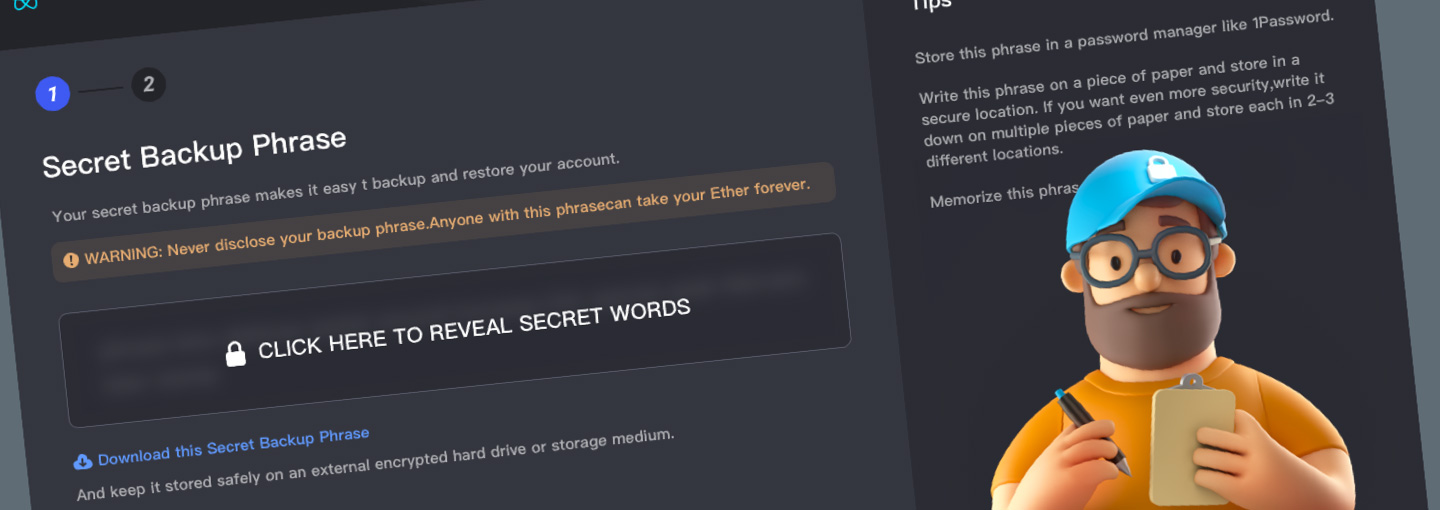 1
2
Secret Backup Phrase
Your secret backup phrase makes it easy t backup and restore your account.
WARNING: Never disclose your backup phrase.Anyone with this phrasecan take your Ether forever.
CLICK HERE TO REVEAL SECRET WORDS
Download this Secret Backup Phrase
And keep it stored safely on an external encrypted hard drive or storage medium.
Tips
Store this phrase in a password manager like 1Password.
Write this phrase on a piece of paper and store in a
secure location. If you want even more security,write it
down on multiple pieces of paper and store each in 2–3
different locations.
Memorize this